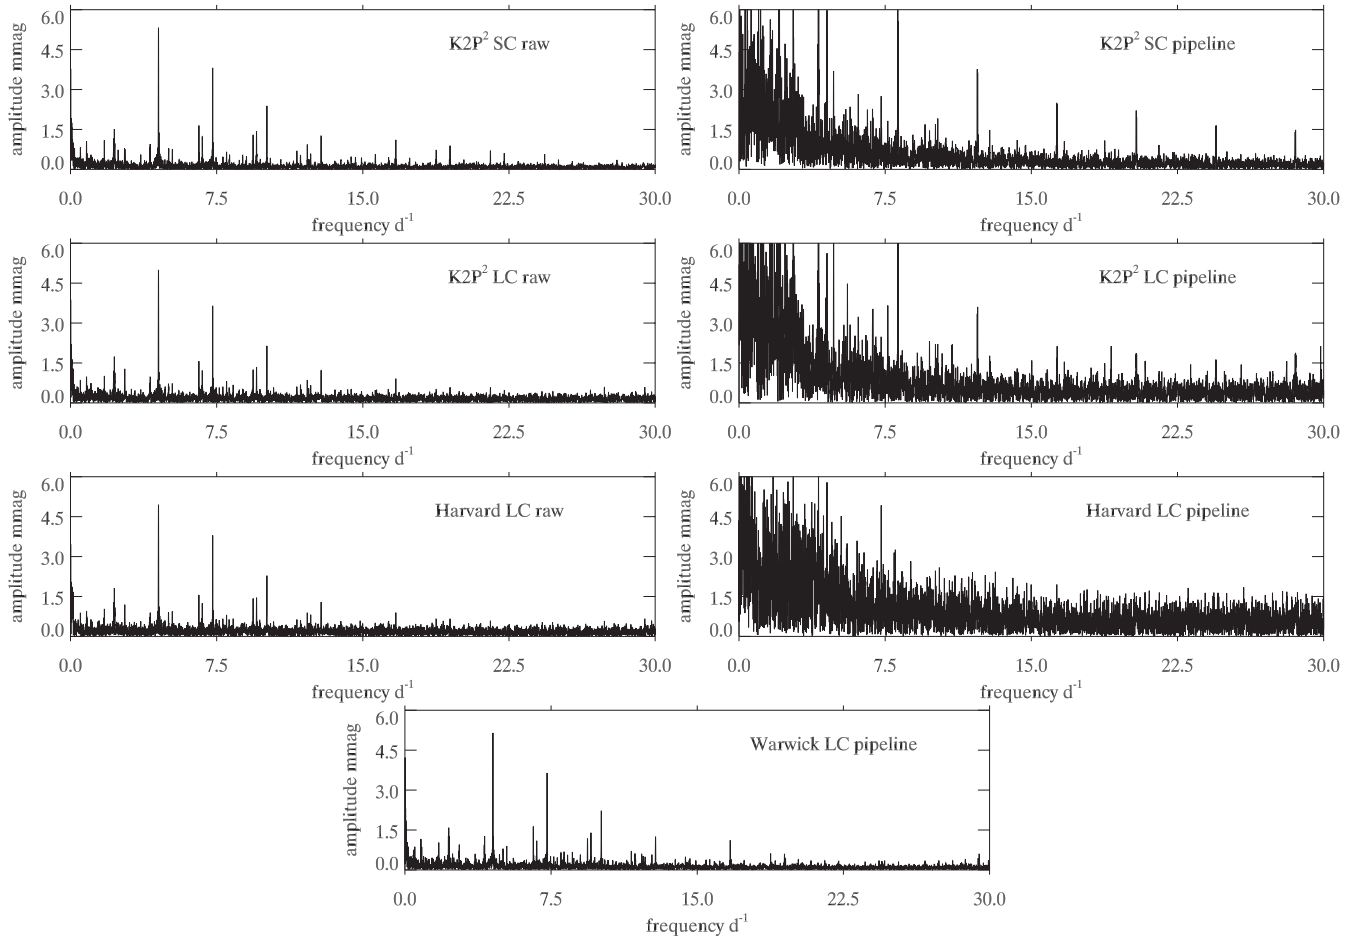 6.0
4.5
3.0
1.5
0.0
amplitude mmag
K2P² SC raw
0.0 7.5 15.0 22.5 30.0
frequency d⁻¹
6.0
4.5
3.0
1.5
0.0
amplitude mmag
K2P² SC pipeline
0.0 7.5 15.0 22.5 30.0
frequency d⁻¹
6.0
4.5
3.0
1.5
0.0
amplitude mmag
K2P² LC raw
0.0 7.5 15.0 22.5 30.0
frequency d⁻¹
6.0
4.5
3.0
1.5
0.0
amplitude mmag
K2P² LC pipeline
0.0 7.5 15.0 22.5 30.0
frequency d⁻¹
6.0
4.5
3.0
1.5
0.0
amplitude mmag
Harvard LC raw
0.0 7.5 15.0 22.5 30.0
frequency d⁻¹
6.0
4.5
3.0
1.5
0.0
amplitude mmag
Harvard LC pipeline
0.0 7.5 15.0 22.5 30.0
frequency d⁻¹
6.0
4.5
3.0
1.5
0.0
amplitude mmag
Warwick LC pipeline
0.0 7.5 15.0 22.5 30.0
frequency d⁻¹